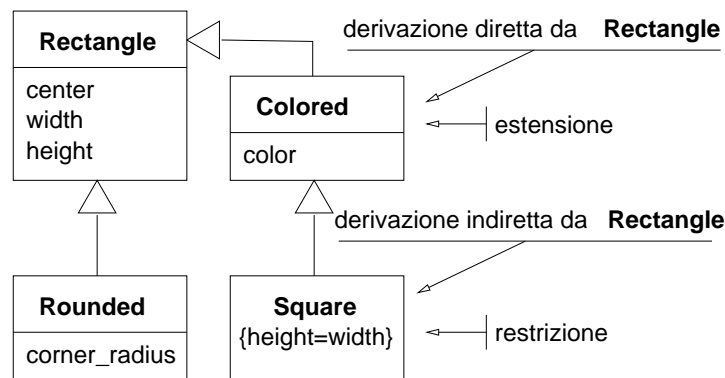 Rectangle
center
width
height
derivazione diretta da Rectangle
Colored
color
estensione
derivazione indiretta da Rectangle
Rounded
corner_radius
Square
{height=width}
restrizione